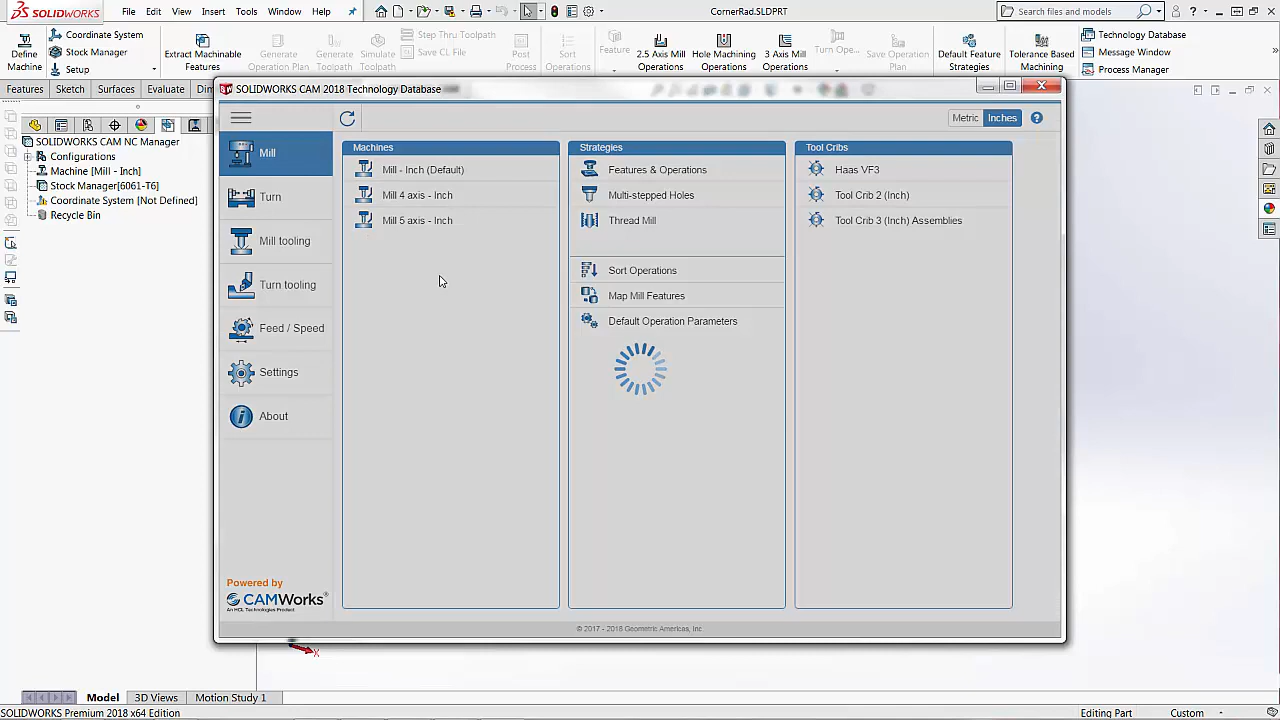 SOLIDWORKS
File Edit View Insert Tools Window Help
CornerRad.SLDPRT
Search files and models
Define Machine
Coordinate System
Stock Manager
Setup
Extract Machinable Features
Generate Operation Plan
Generate Toolpath
Simulate Toolpath
Step Thru Toolpath
Save CL File
Post Process
Sort Operations
Feature
2.5 Axis Mill Operations
Hole Machining Operations
3 Axis Mill Operations
Turn Ope...
Save Operation Plan
Default Feature Strategies
Tolerance Based Machining
Technology Database
Message Window
Process Manager
Features Sketch Surfaces Evaluate
SOLIDWORKS CAM 2018 Technology Database
Metric Inches
SOLIDWORKS CAM NC Manager
Configurations
Machine [Mill - Inch]
Stock Manager[6061-T6]
Coordinate System [Not Defined]
Recycle Bin
Mill
Turn
Mill tooling
Turn tooling
Feed / Speed
Settings
About
Powered by
CAMWorks®
An HCL Technologies Product
Machines
Mill - Inch (Default)
Mill 4 axis - Inch
Mill 5 axis - Inch
Strategies
Features & Operations
Multi-stepped Holes
Thread Mill
Sort Operations
Map Mill Features
Default Operation Parameters
Tool Cribs
Haas VF3
Tool Crib 2 (Inch)
Tool Crib 3 (Inch) Assemblies
© 2017 - 2018 Geometric Americas, Inc.
X
Model 3D Views Motion Study 1
SOLIDWORKS Premium 2018 x64 Edition
Editing Part
Custom